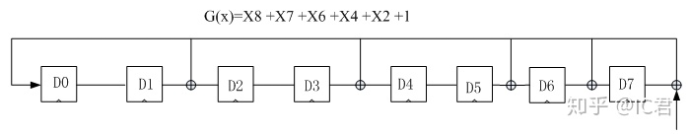 G(x)=X8 +X7 +X6 +X4 +X2 +1
D0 D1 D2 D3 D4 D5 D6 D7
知乎 @IC君